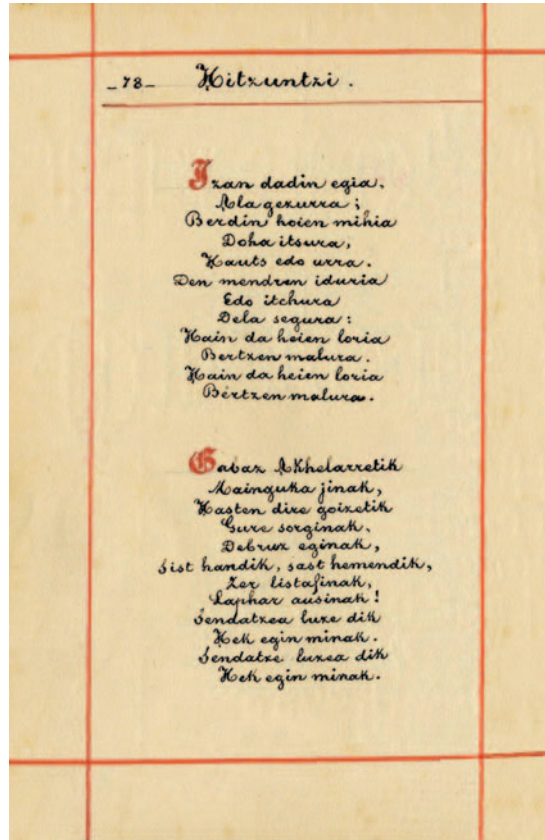 -78- Hitzuntzi.
Izan dadin egia,
Ala gezurra;
Berdin hoien mihia
Doha itsura,
Hauts edo urra.
Den mendren iduria
Edo itchura
Dela segura:
Hain da heien loria
Bertzen malura.
Hain da heien loria
Bertzen malura.
Gabaz Akhelarretik
Mainguka jinak,
Hasten dire goizetik
Gure sorginak.
Debruz eginak,
Sist handik, sast hemendik,
Zer listafinak,
Laphar ausinak!
Sendatzea luze dik
Hek egin minak.
Sendatze luzea dik
Hek egin minak.